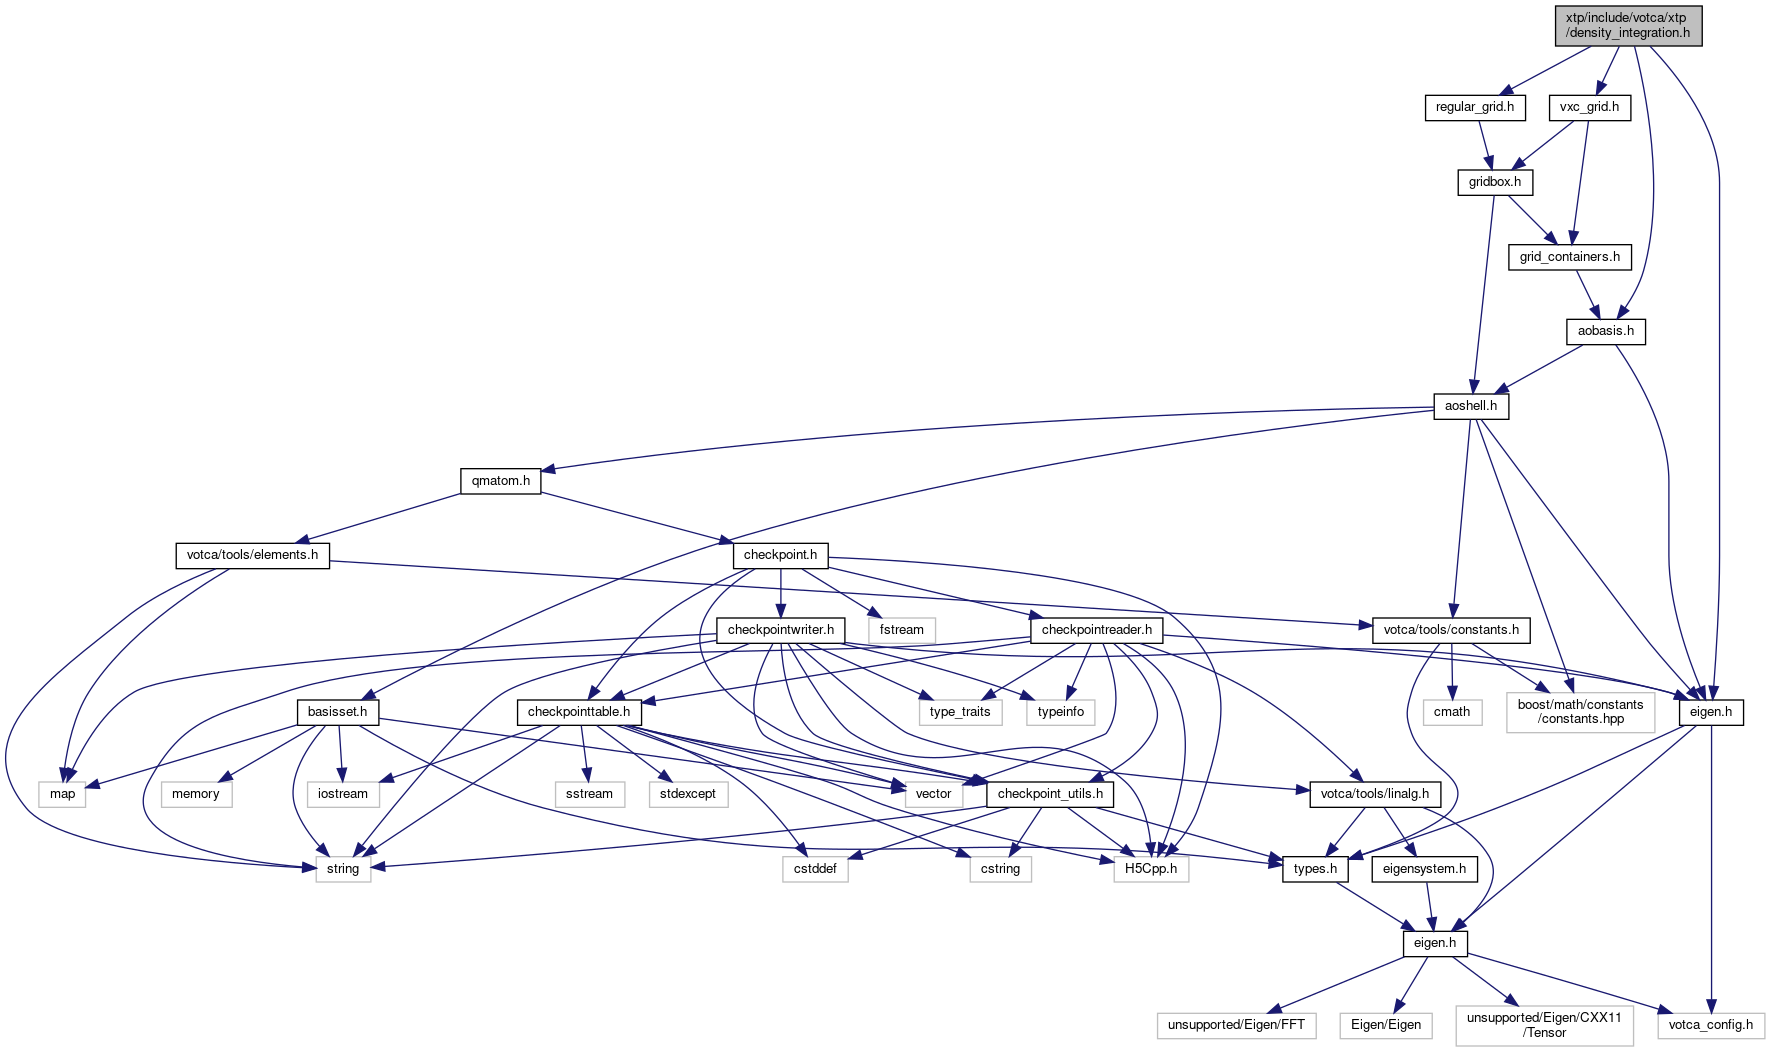 xtp/include/votca/xtp
/density_integration.h
regular_grid.h
vxc_grid.h
gridbox.h
grid_containers.h
aobasis.h
aoshell.h
qmatom.h
votca/tools/elements.h
checkpoint.h
checkpointwriter.h
fstream
checkpointreader.h
votca/tools/constants.h
basisset.h
checkpointtable.h
type_traits
typeinfo
cmath
boost/math/constants
/constants.hpp
eigen.h
map
memory
iostream
sstream
stdexcept
vector
checkpoint_utils.h
votca/tools/linalg.h
string
cstddef
cstring
H5Cpp.h
types.h
eigensystem.h
eigen.h
unsupported/Eigen/FFT
Eigen/Eigen
unsupported/Eigen/CXX11
/Tensor
votca_config.h